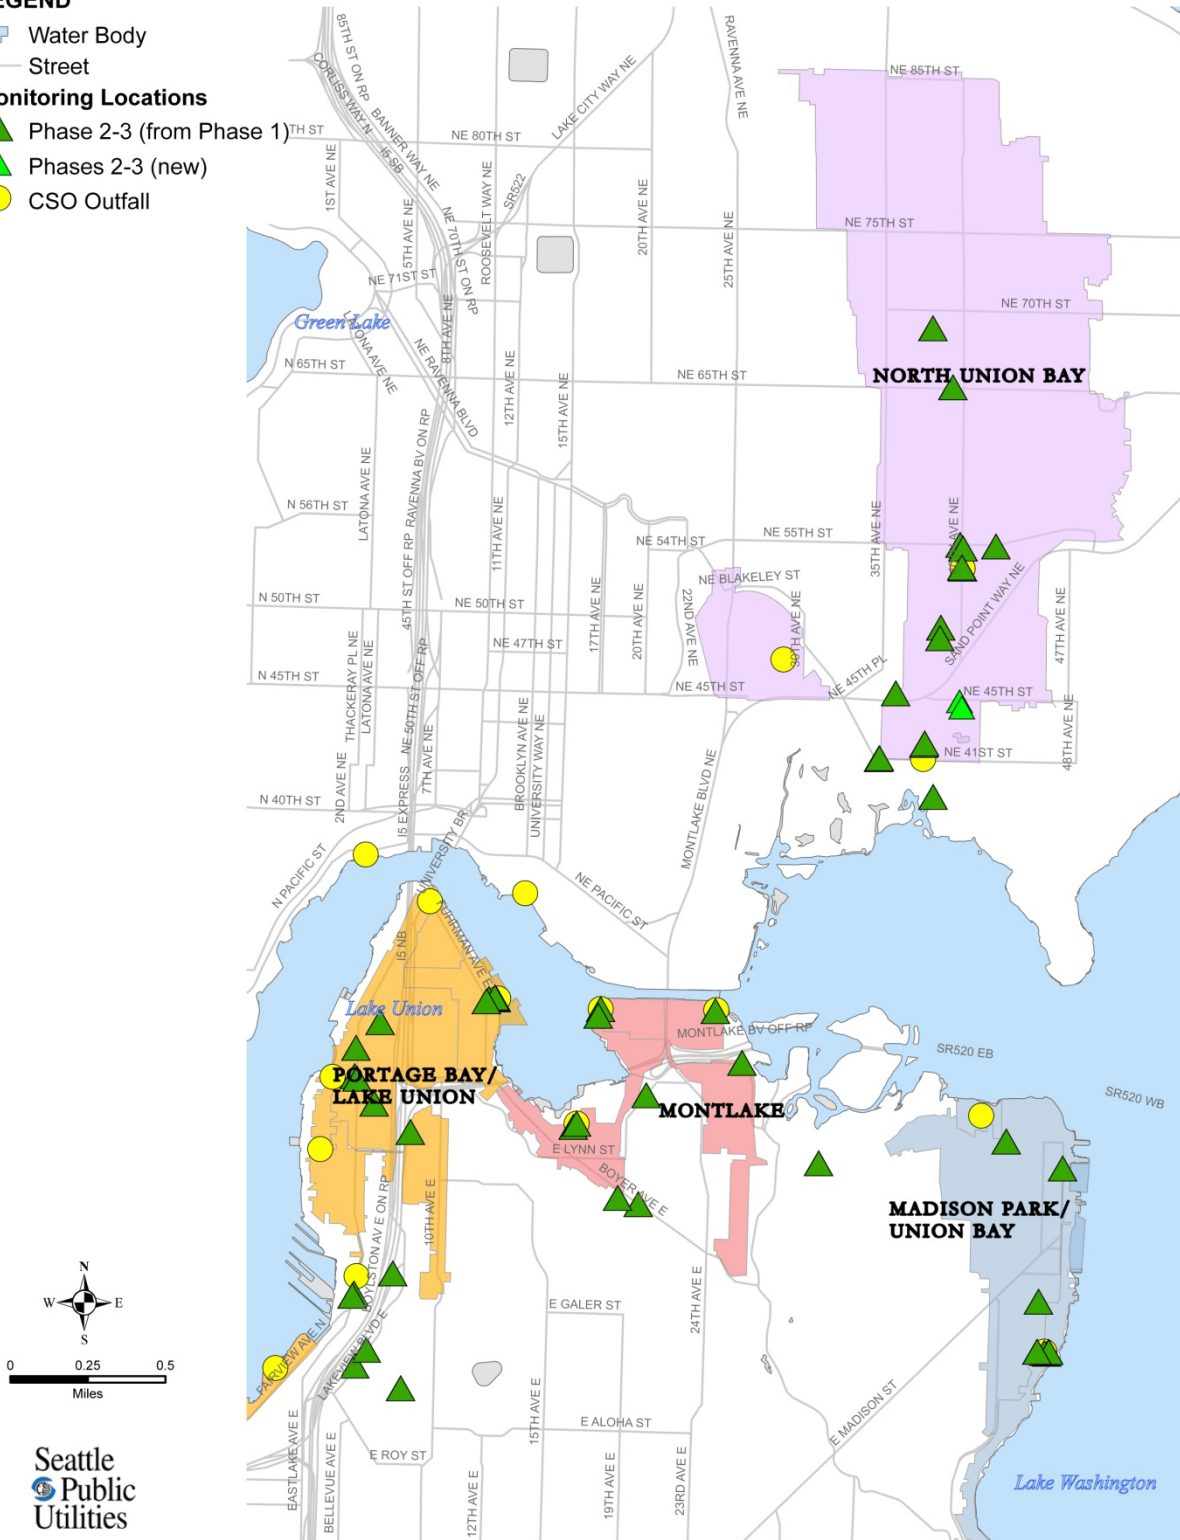 EGEND
Water Body
Street
onitoring Locations
Phase 2-3 (from Phase 1)
Phases 2-3 (new)
CSO Outfall
85TH ST ON RP
CORLISS WAY N
BANNER WAY NE
I5 SB
TH ST
NE 80TH ST
LAKE CITY WAY NE
RAVENNA AVE NE
NE 85TH ST
1ST AVE NE
5TH AVE NE
NE 70TH ST ON RP
ROOSEVELT WAY NE
SR522
20TH AVE NE
25TH AVE NE
NE 75TH ST
NE 71ST ST
NE 70TH ST
Green Lake
LATONA AVE NE
8TH AVE NE
NE RAVENNA BLVD
N 65TH ST
12TH AVE NE
15TH AVE NE
NE 65TH ST
NORTH UNION BAY
45TH ST OFF RP
RAVENNA BV ON RP
LATONA AVE NE
N 56TH ST
11TH AVE NE
NE 54TH ST
NE 55TH ST
35TH AVE NE
AVE NE
NE BLAKELEY ST
SAND POINT WAY NE
N 50TH ST
NE 50TH ST
17TH AVE NE
20TH AVE NE
22ND AVE NE
30TH AVE NE
47TH AVE NE
THACKERAY PL NE
LATONA AVE NE
NE 47TH ST
N 45TH ST
NE 45TH ST
NE 45TH PL
NE 45TH ST
NE 50TH ST OFF RP
2ND AVE NE
7TH AVE NE
BROOKLYN AVE NE
UNIVERSITY WAY NE
MONTLAKE BLVD NE
NE 41ST ST
48TH AVE NE
N 40TH ST
I5 EXPRESS
UNIVERSITY BR
N PACIFIC ST
NE PACIFIC ST
FUHRMAN AVE E
I5 NB
Lake Union
MONTLAKE BV OFF RP
SR520 EB
SR520 WB
PORTAGE BAY/
LAKE UNION
MONTLAKE
E LYNN ST
BOYER AVE E
MADISON PARK/
UNION BAY
10TH AVE E
BOYLSTON AV E ON RP
N
W E
S
0 0.25 0.5
Miles
E GALER ST
24TH AVE E
FAIRVIEW AVE N
LAKEVIEW BLVD E
15TH AVE E
E ALOHA ST
E MADISON ST
E ROY ST
EASTLAKE AVE E
BELLEVUE AVE E
12TH AVE E
19TH AVE E
23RD AVE E
Lake Washington
Seattle
Public
Utilities